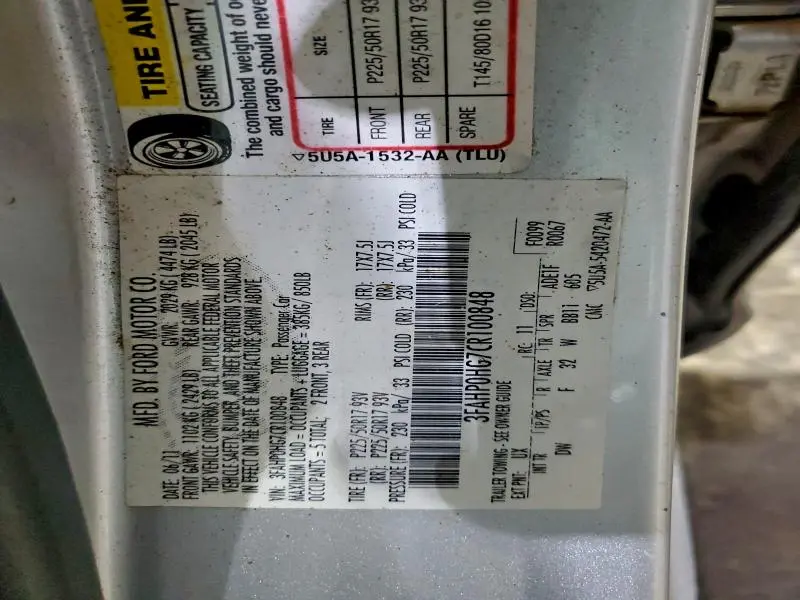 TIRE AND
SEATING CAPACITY
The combined weight of oc
and cargo should never
TIRE SIZE
FRONT P225/50R17 93
REAR P225/50R17 93
SPARE T145/80D16 10
5U5A-1532-AA (TLU)
MFD. BY FORD MOTOR CO.
DATE: 06/11 GVWR: 2029 KG ( 4474 LB)
FRONT GAWR: 1102 KG ( 2429 LB) REAR GAWR: 928 KG ( 2045 LB)
THIS VEHICLE CONFORMS TO ALL APPLICABLE FEDERAL MOTOR
VEHICLE SAFETY, BUMPER, AND THEFT PREVENTION STANDARDS
IN EFFECT ON THE DATE OF MANUFACTURE SHOWN ABOVE.
VIN: 3FAHP0HG7CR100848 TYPE: Passenger Car
MAXIMUM LOAD = OCCUPANTS + LUGGAGE = 385KG/ 850LB
OCCUPANTS = 5 TOTAL: 2 FRONT, 3 REAR
TIRE (FR): P225/50R17 93V RIMS (FR): 17X7.5J
(RR): P225/50R17 93V (RR): 17X7.5J
PRESSURE (FR): 230 kPa/ 33 PSI COLD (RR): 230 kPa/ 33 PSI COLD
3FAHP0HG7CR100848
TRAILER TOWING - SEE OWNER GUIDE
F0099
R0067
EXT PNT: UX RC: 11 DSO:
INT TR TP/PS R AXLE TR SPR ADETF
DW F 32 W BB11 605
CNC 5U5A-5420472-AA